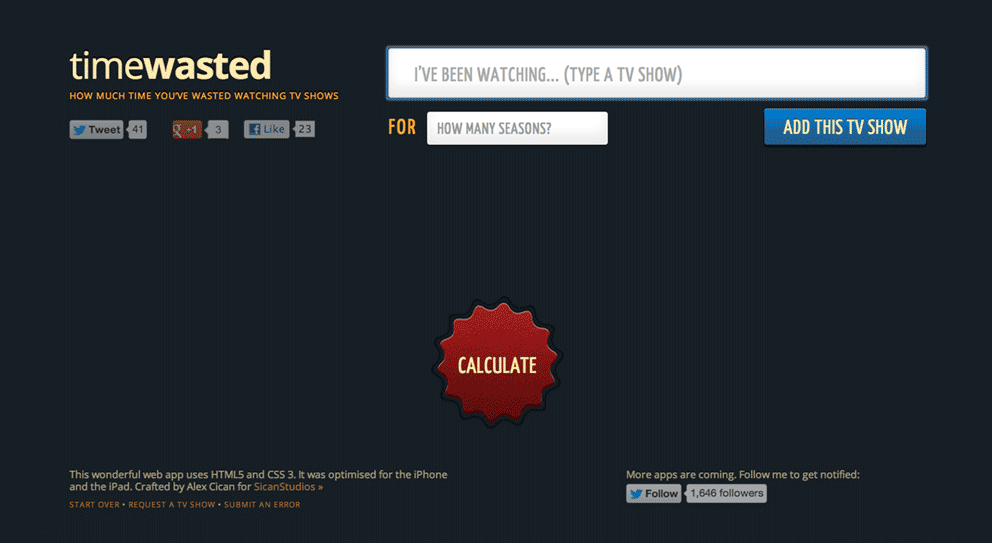 timewasted
HOW MUCH TIME YOU'VE WASTED WATCHING TV SHOWS
Tweet 41
g +1 3
Like 23
I'VE BEEN WATCHING... (TYPE A TV SHOW)
FOR HOW MANY SEASONS?
ADD THIS TV SHOW
CALCULATE
This wonderful web app uses HTML5 and CSS 3. It was optimised for the iPhone
and the iPad. Crafted by Alex Cican for SicanStudios »
START OVER • REQUEST A TV SHOW • SUBMIT AN ERROR
More apps are coming. Follow me to get notified:
Follow 1,646 followers